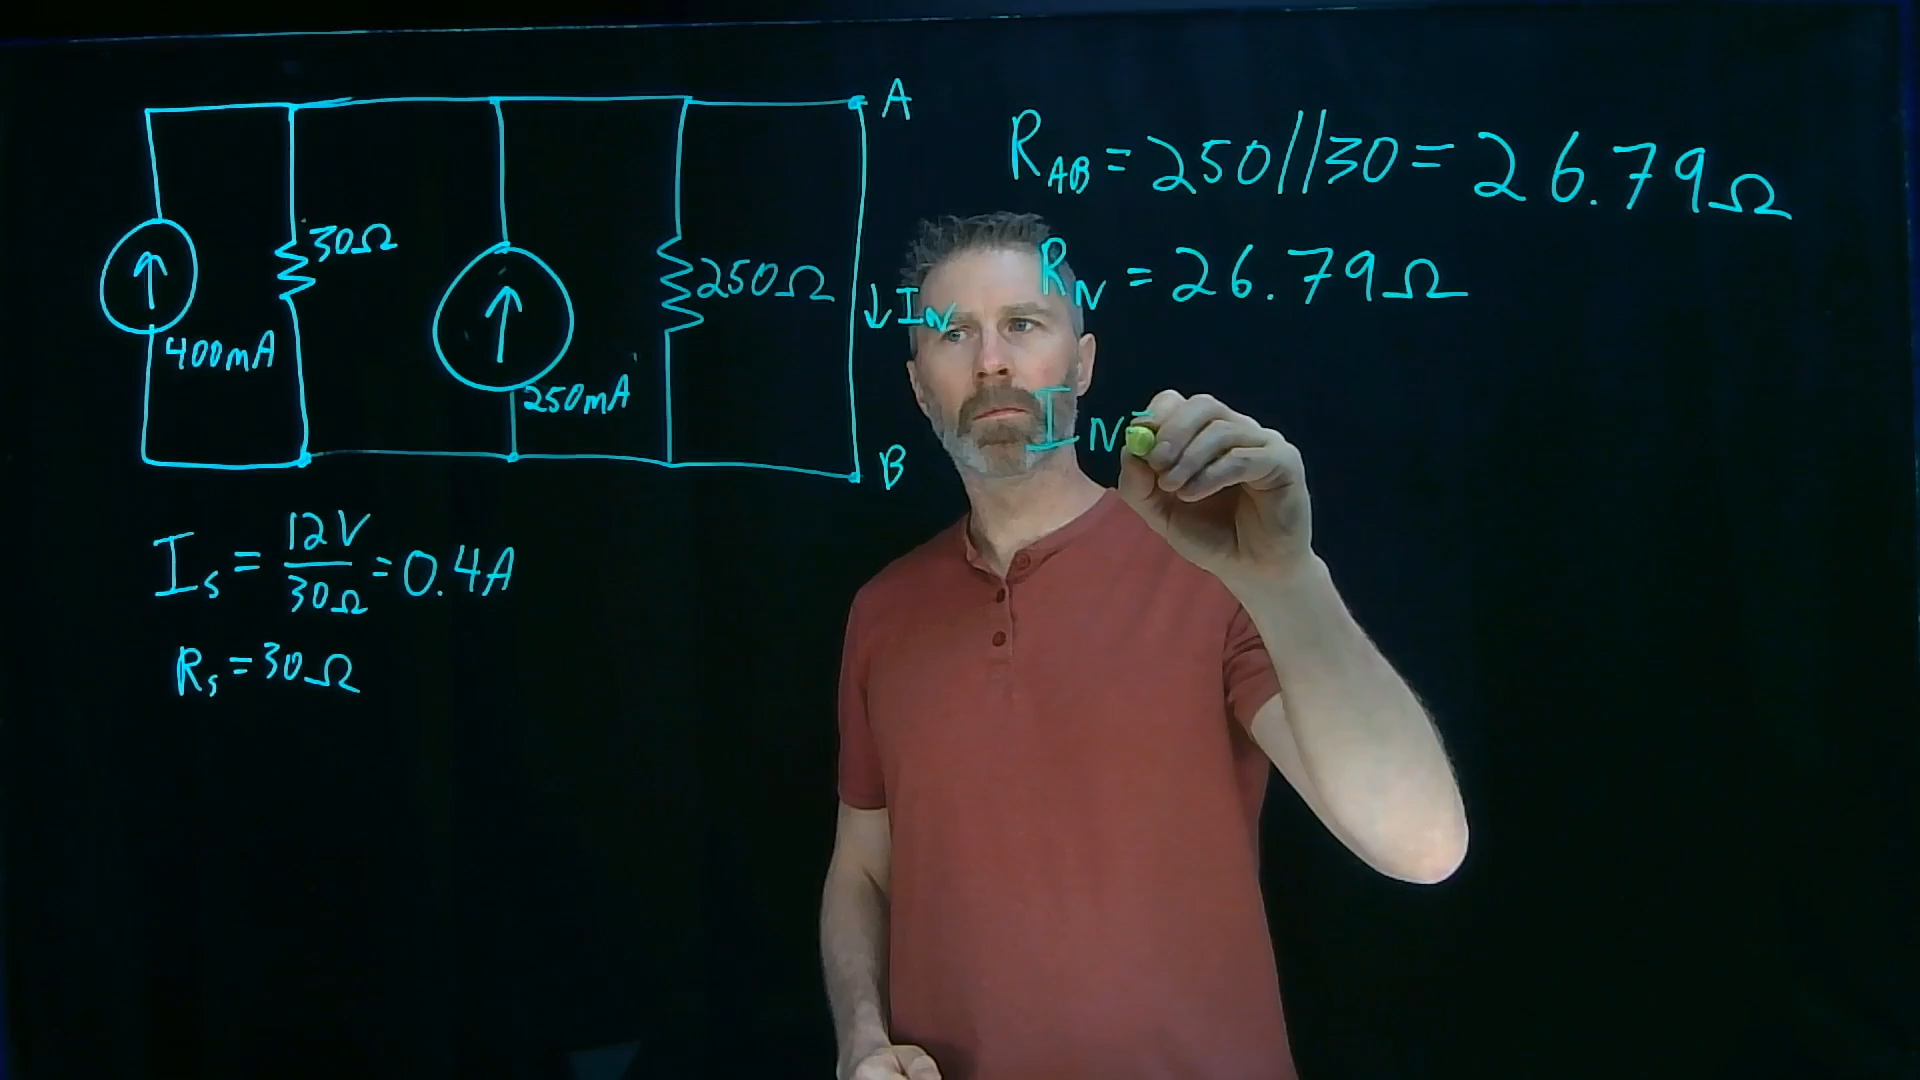 A
30Ω
400mA
250mA
250Ω
↓ I_N
B
I_s = 12V / 30Ω = 0.4A
R_s = 30Ω
R_AB = 250//30 = 26.79Ω
R_N = 26.79Ω
I_N =